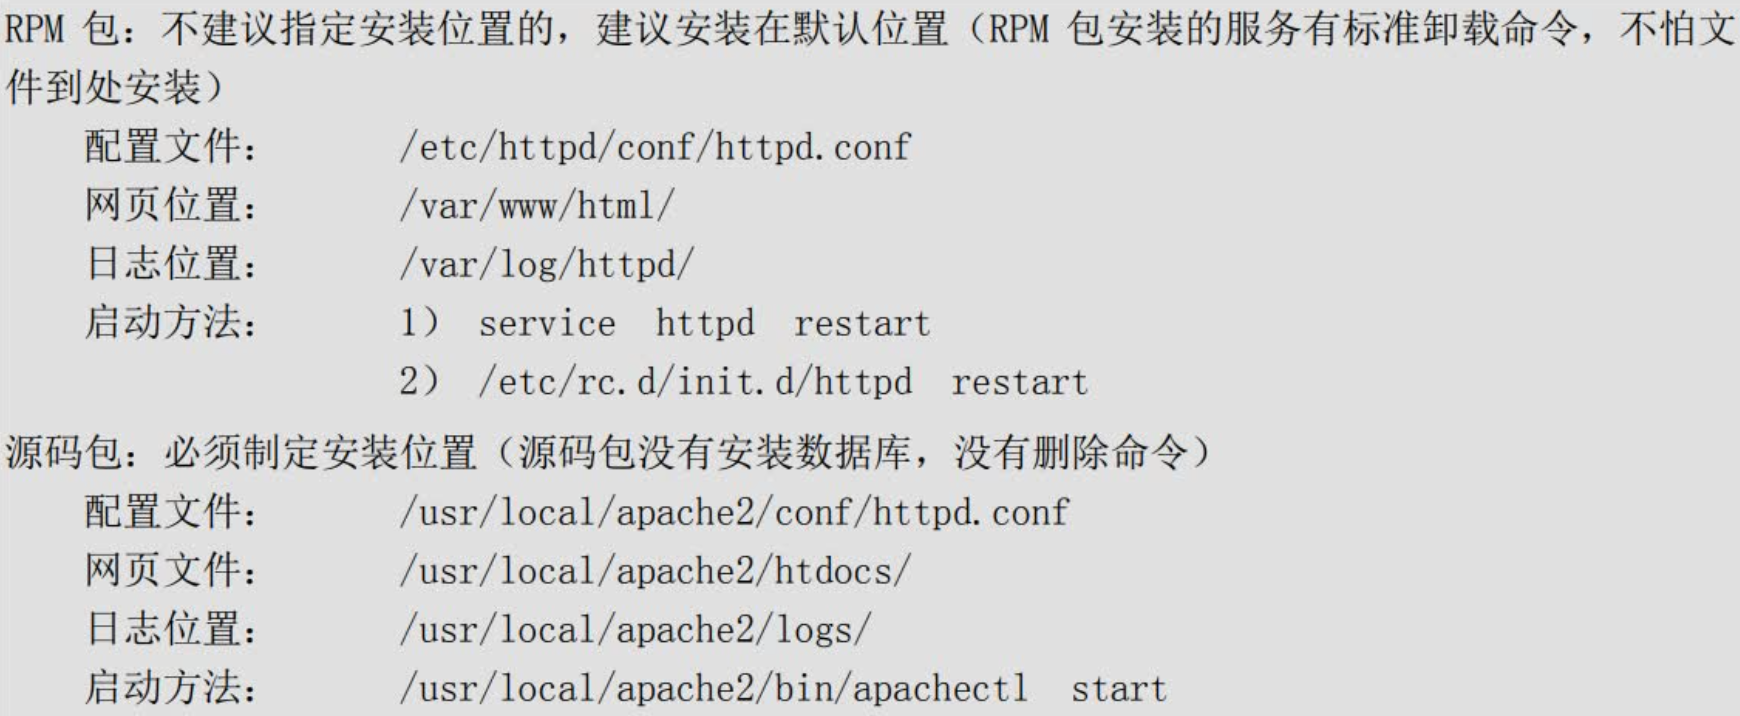 RPM 包：不建议指定安装位置的，建议安装在默认位置（RPM 包安装的服务有标准卸载命令，不怕文
件到处安装）
配置文件： /etc/httpd/conf/httpd.conf
网页位置： /var/www/html/
日志位置： /var/log/httpd/
启动方法： 1） service httpd restart
2） /etc/rc.d/init.d/httpd restart
源码包：必须制定安装位置（源码包没有安装数据库，没有删除命令）
配置文件： /usr/local/apache2/conf/httpd.conf
网页文件： /usr/local/apache2/htdocs/
日志位置： /usr/local/apache2/logs/
启动方法： /usr/local/apache2/bin/apachectl start